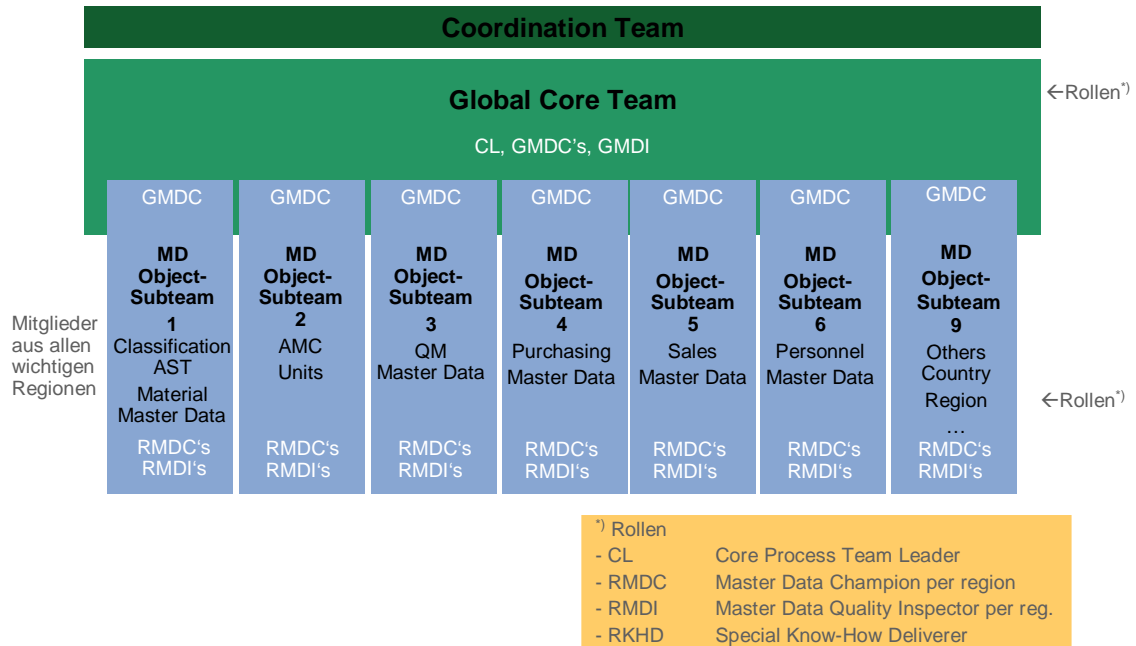 Coordination Team
Global Core Team
←Rollen*)
CL, GMDC's, GMDI
GMDC
MD
Object-
Subteam
1
Classification
AST
Material
Master Data
RMDC‘s
RMDI‘s
GMDC
MD
Object-
Subteam
2
AMC
Units
RMDC‘s
RMDI‘s
GMDC
MD
Object-
Subteam
3
QM
Master Data
RMDC‘s
RMDI‘s
GMDC
MD
Object-
Subteam
4
Purchasing
Master Data
RMDC‘s
RMDI‘s
GMDC
MD
Object-
Subteam
5
Sales
Master Data
RMDC‘s
RMDI‘s
GMDC
MD
Object-
Subteam
6
Personnel
Master Data
RMDC‘s
RMDI‘s
GMDC
MD
Object-
Subteam
9
Others
Country
Region
…
RMDC‘s
RMDI‘s
Mitglieder
aus allen
wichtigen
Regionen
←Rollen*)
*) Rollen
- CL Core Process Team Leader
- RMDC Master Data Champion per region
- RMDI Master Data Quality Inspector per reg.
- RKHD Special Know-How Deliverer